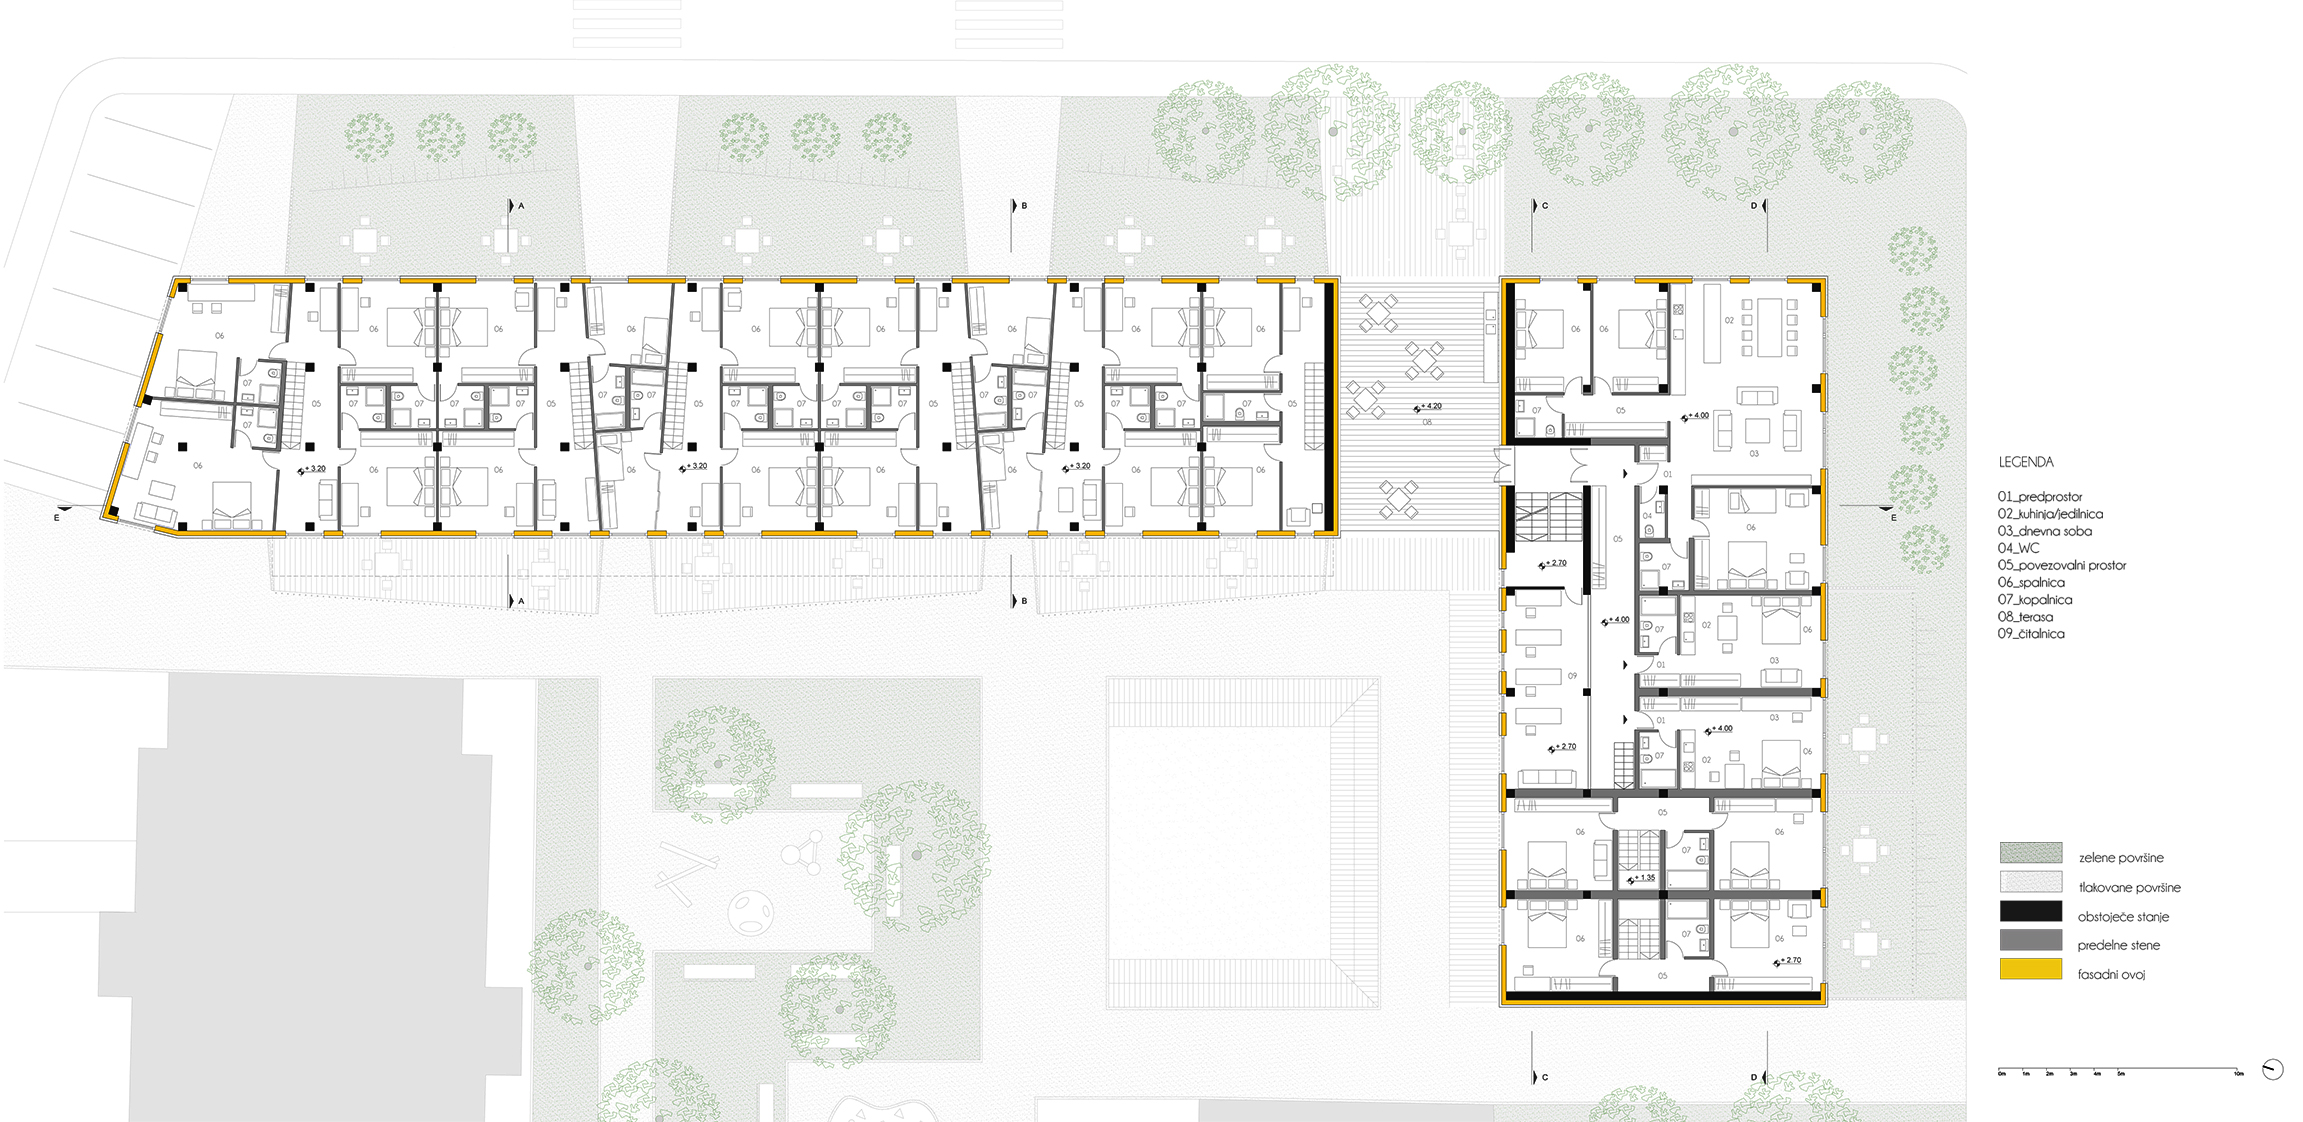 A
B
C
D
06 06 06 06 06 06 06 06 06 06 06 02
+ 4.20
08
07 07 07 07 07 07 07 07 07 07 07 07 07
05 05 05 05 05 05
+ 4.00
07
06 06 06 06 06 06 06 06 06 06
03
+ 3.20
+ 3.20
+ 3.20
01
E
E
04
06
05
+ 2.70
07
A
B
+ 4.00
07 02 06
01 03
09
01 03
+ 4.00
+ 2.70
07 02 06
05
06 06
07
+ 1.35
07
06 06
+ 2.70
05
C
D
LEGENDA
01_predprostor
02_kuhinja/jedilnica
03_dnevna soba
04_WC
05_povezovalni prostor
06_spalnica
07_kopalnica
08_terasa
09_čitalnica
zelene površine
tlakovane površine
obstoječe stanje
predelne stene
fasadni ovoj
0m 1m 2m 3m 4m 5m 10m